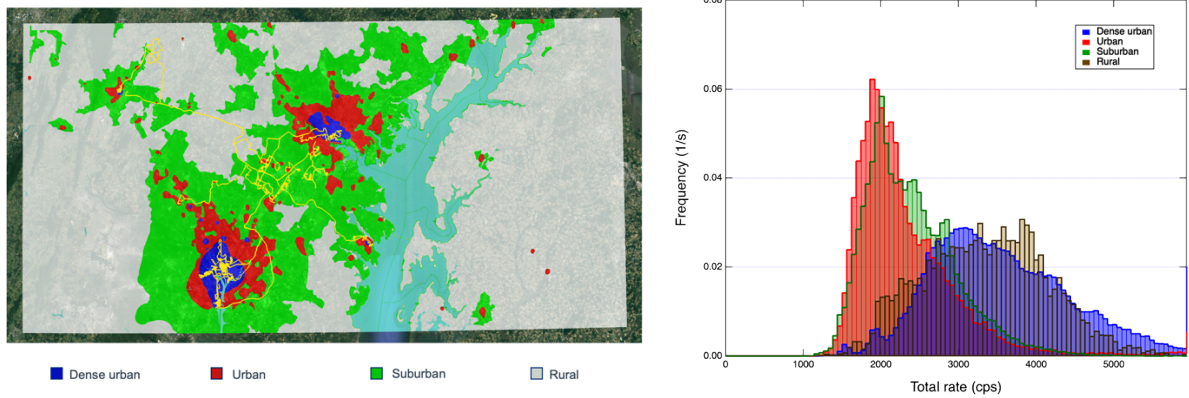 Dense urban
Urban
Suburban
Rural
0.08
0.06
0.04
0.02
0.00
Frequency (1/s)
Dense urban
Urban
Suburban
Rural
0
1000
2000
3000
4000
5000
Total rate (cps)